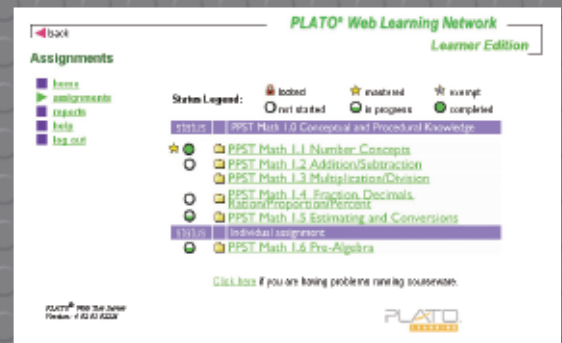 back
PLATO® Web Learning Network
Learner Edition
Assignments
home
assignments
reports
help
log out
Status Legend:
locked
mastered
exempt
not started
in progress
completed
status PPST Math 1.0 Conceptual and Procedural Knowledge
PPST Math 1.1 Number Concepts
PPST Math 1.2 Addition/Subtraction
PPST Math 1.3 Multiplication/Division
PPST Math 1.4 Fraction, Decimals,
Ration/Proportion/Percent
PPST Math 1.5 Estimating and Conversions
status Individual assignment
PPST Math 1.6 Pre-Algebra
Click here if you are having problems running courseware.
PLATO® Web
PLATO
LEARNING